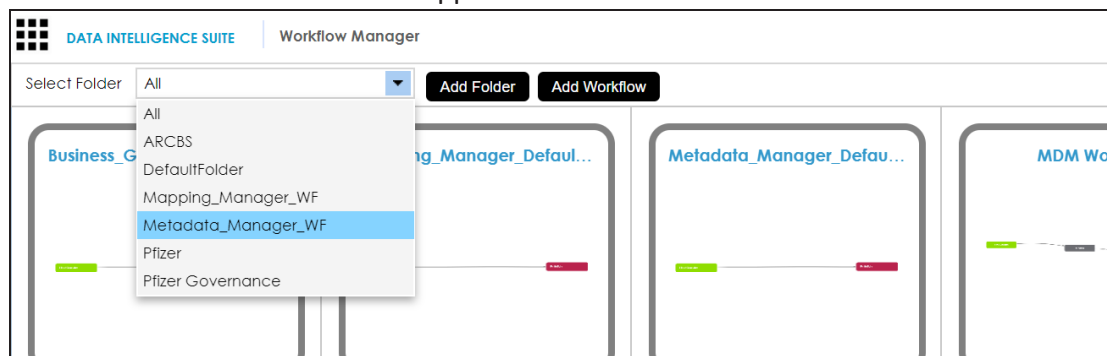 DATA INTELLIGENCE SUITE
Workflow Manager
Select Folder
All
Add Folder
Add Workflow
All
ARCBS
DefaultFolder
Mapping_Manager_WF
Metadata_Manager_WF
Pfizer
Pfizer Governance
Business_G
ng_Manager_Defaul...
Metadata_Manager_Defau...
MDM Wo